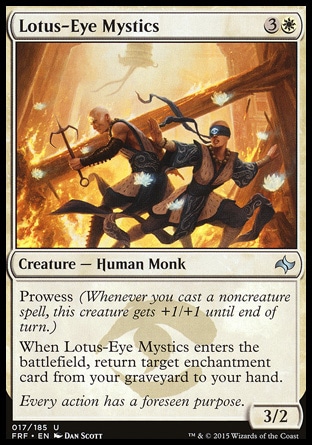 Lotus-Eye Mystics 3
Creature — Human Monk
Prowess (Whenever you cast a noncreature
spell, this creature gets +1/+1 until end of
turn.)
When Lotus-Eye Mystics enters the
battlefield, return target enchantment
card from your graveyard to your hand.
Every action has a foreseen purpose.
3/2
017/185 U
FRF • EN Dan Scott
™ & © 2015 Wizards of the Coast